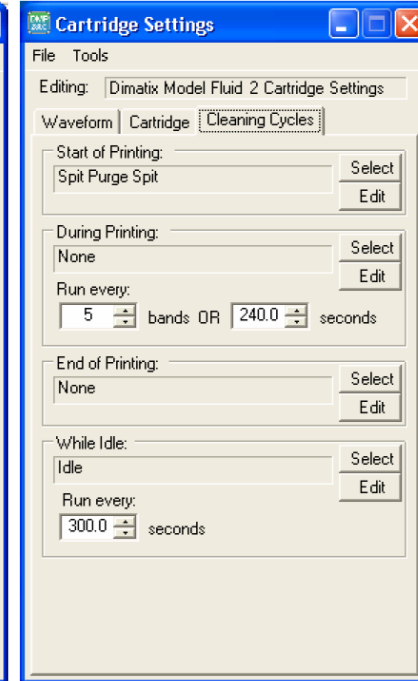 Cartridge Settings
File Tools
Editing: Dimatix Model Fluid 2 Cartridge Settings
Waveform Cartridge Cleaning Cycles
Start of Printing:
Spit Purge Spit
Select
Edit
During Printing:
None
Select
Edit
Run every:
5 bands OR 240.0 seconds
End of Printing:
None
Select
Edit
While Idle:
Idle
Select
Edit
Run every:
300.0 seconds